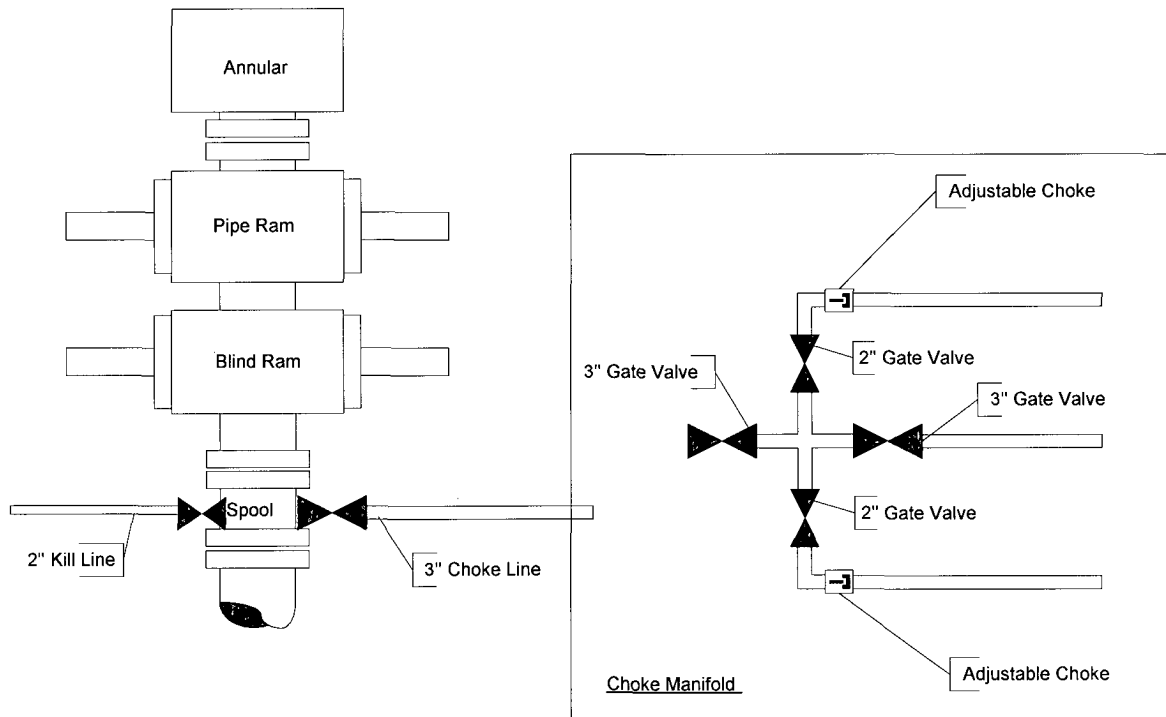 Annular
Pipe Ram
Blind Ram
Spool
2" Kill Line
3" Choke Line
Adjustable Choke
2" Gate Valve
3" Gate Valve
3" Gate Valve
2" Gate Valve
Adjustable Choke
Choke Manifold